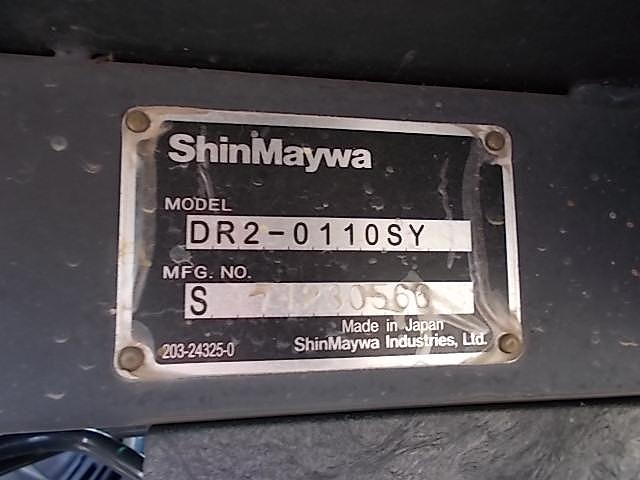 ShinMaywa
MODEL
DR2-0110SY
MFG. NO.
S
Made in Japan
203-24325-0
ShinMaywa Industries, Ltd.